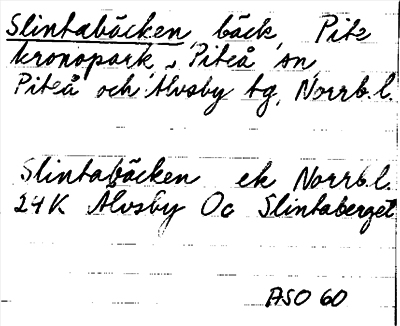 Slintabäcken, bäck, Pite
kronopark, Piteå sn,
Piteå och Älvsby tg, Norrb.l.
Slintabäcken ek Norrb.l.
24K Älvsby Oc Slintaberget
ASO 60